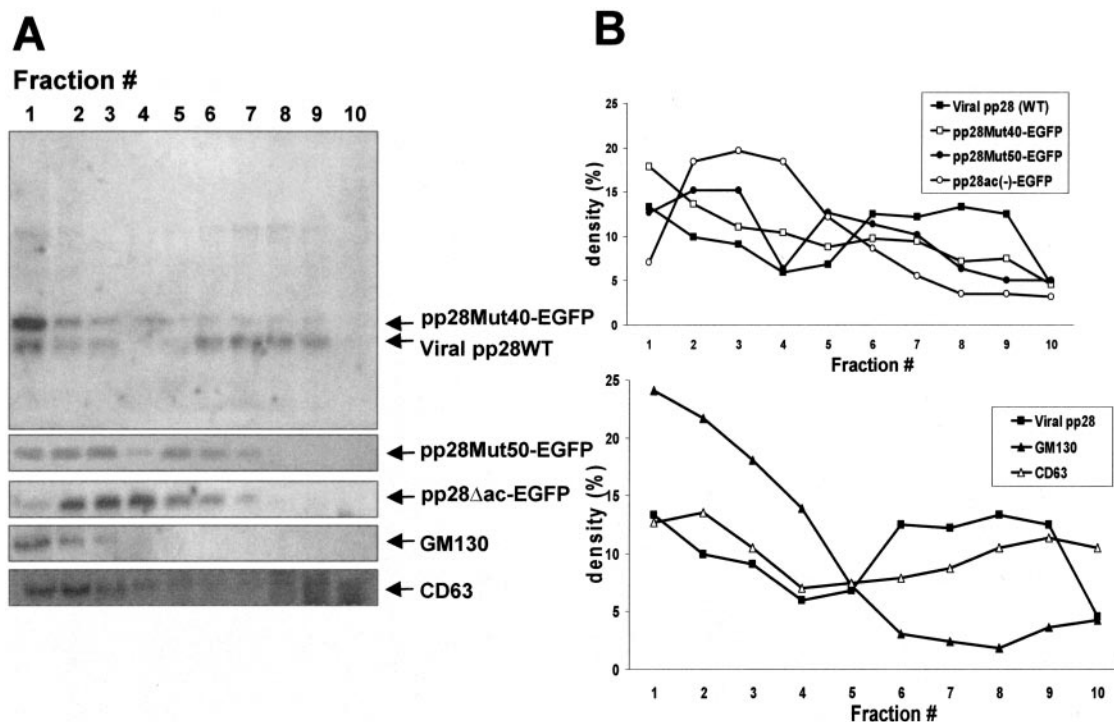 A
Fraction #
1 2 3 4 5 6 7 8 9 10
pp28Mut40-EGFP
Viral pp28WT
pp28Mut50-EGFP
pp28Δac-EGFP
GM130
CD63
B
25
20
15
10
5
0
density (%)
Viral pp28 (WT)
pp28Mut40-EGFP
pp28Mut50-EGFP
pp28ac(-)-EGFP
1 2 3 4 5 6 7 8 9 10
Fraction #
25
20
15
10
5
0
density (%)
Viral pp28
GM130
CD63
1 2 3 4 5 6 7 8 9 10
Fraction #